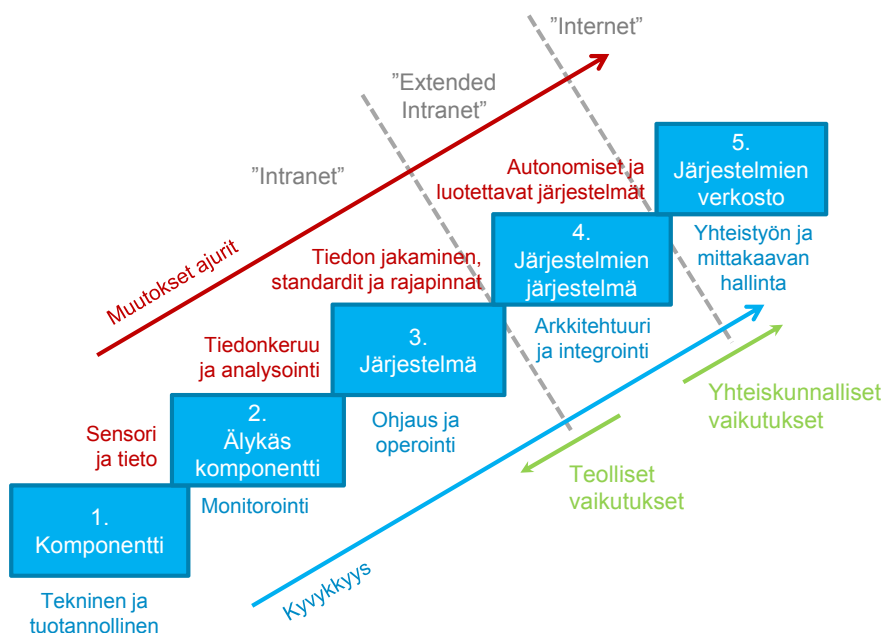 ”Internet”
”Extended
Intranet”
”Intranet”
Muutokset ajurit
5.
Järjestelmien
verkosto
Autonomiset ja
luotettavat järjestelmät
Yhteistyön ja
mittakaavan
hallinta
4.
Järjestelmien
järjestelmä
Tiedon jakaminen,
standardit ja rajapinnat
Arkkitehtuuri
ja integrointi
3.
Järjestelmä
Tiedonkeruu
ja analysointi
Ohjaus ja
operointi
Yhteiskunnalliset
vaikutukset
2.
Älykäs
komponentti
Sensori
ja tieto
Monitorointi
Teolliset
vaikutukset
1.
Komponentti
Tekninen ja
tuotannollinen
Kyvykkyys